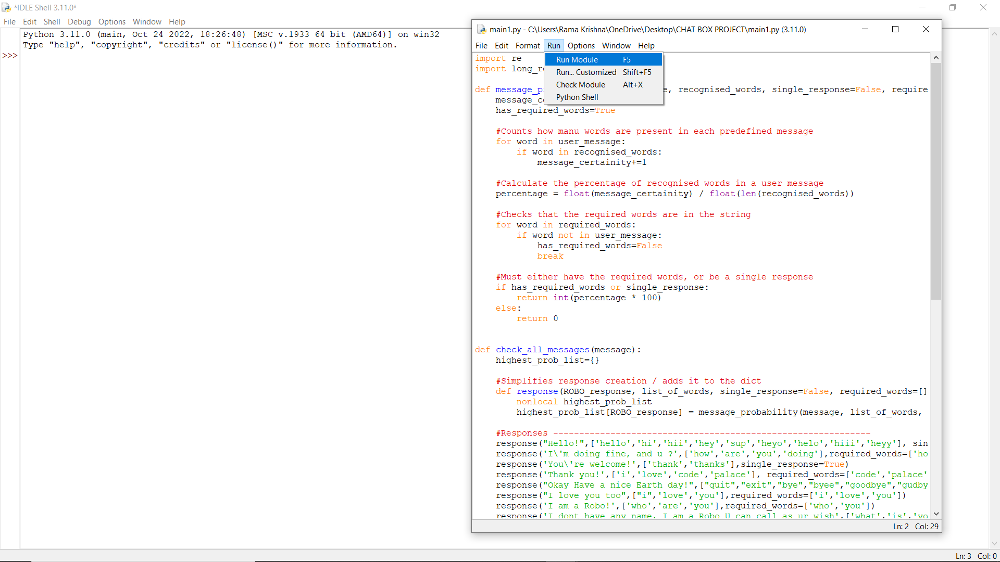 *IDLE Shell 3.11.0*
File Edit Shell Debug Options Window Help
Python 3.11.0 (main, Oct 24 2022, 18:26:48) [MSC v.1933 64 bit (AMD64)] on win32
Type "help", "copyright", "credits" or "license()" for more information.
>>>
main1.py - C:\Users\Rama Krishna\OneDrive\Desktop\CHAT BOX PROJECT\main1.py (3.11.0)
File Edit Format Run Options Window Help
Run Module F5
Run... Customized Shift+F5
Check Module Alt+X
Python Shell
import re
import long_r
def message_p e, recognised_words, single_response=False, require
message_c
has_required_words=True
#Counts how manu words are present in each predefined message
for word in user_message:
if word in recognised_words:
message_certainity+=1
#Calculate the percentage of recognised words in a user message
percentage = float(message_certainity) / float(len(recognised_words))
#Checks that the required words are in the string
for word in required_words:
if word not in user_message:
has_required_words=False
break
#Must either have the required words, or be a single response
if has_required_words or single_response:
return int(percentage * 100)
else:
return 0
def check_all_messages(message):
highest_prob_list={}
#Simplifies response creation / adds it to the dict
def response(ROBO_response, list_of_words, single_response=False, required_words=[]
nonlocal highest_prob_list
highest_prob_list[ROBO_response] = message_probability(message, list_of_words,
#Responses -------------------------------------------------------------
response("Hello!",['hello','hi','hii','hey','sup','heyo','helo','hiii','heyy'], sin
response('I\'m doing fine, and u ?',['how','are','you','doing'],required_words=['ho
response('You\'re welcome!',['thank','thanks'],single_response=True)
response('Thank you!',['i','love','code','palace'], required_words=['code','palace'
response("Okay Have a nice Earth day!",["quit","exit","bye","byee","goodbye","gudby
response("I love you too",["i",'love','you'],required_words=['i','love','you'])
response('I am a Robo!',['who','are','you'],required_words=['who','you'])
response('I dont have any name, I am a Robo U can call as ur wish',['what','is','yo
Ln: 2 Col: 29
Ln: 3 Col: 0